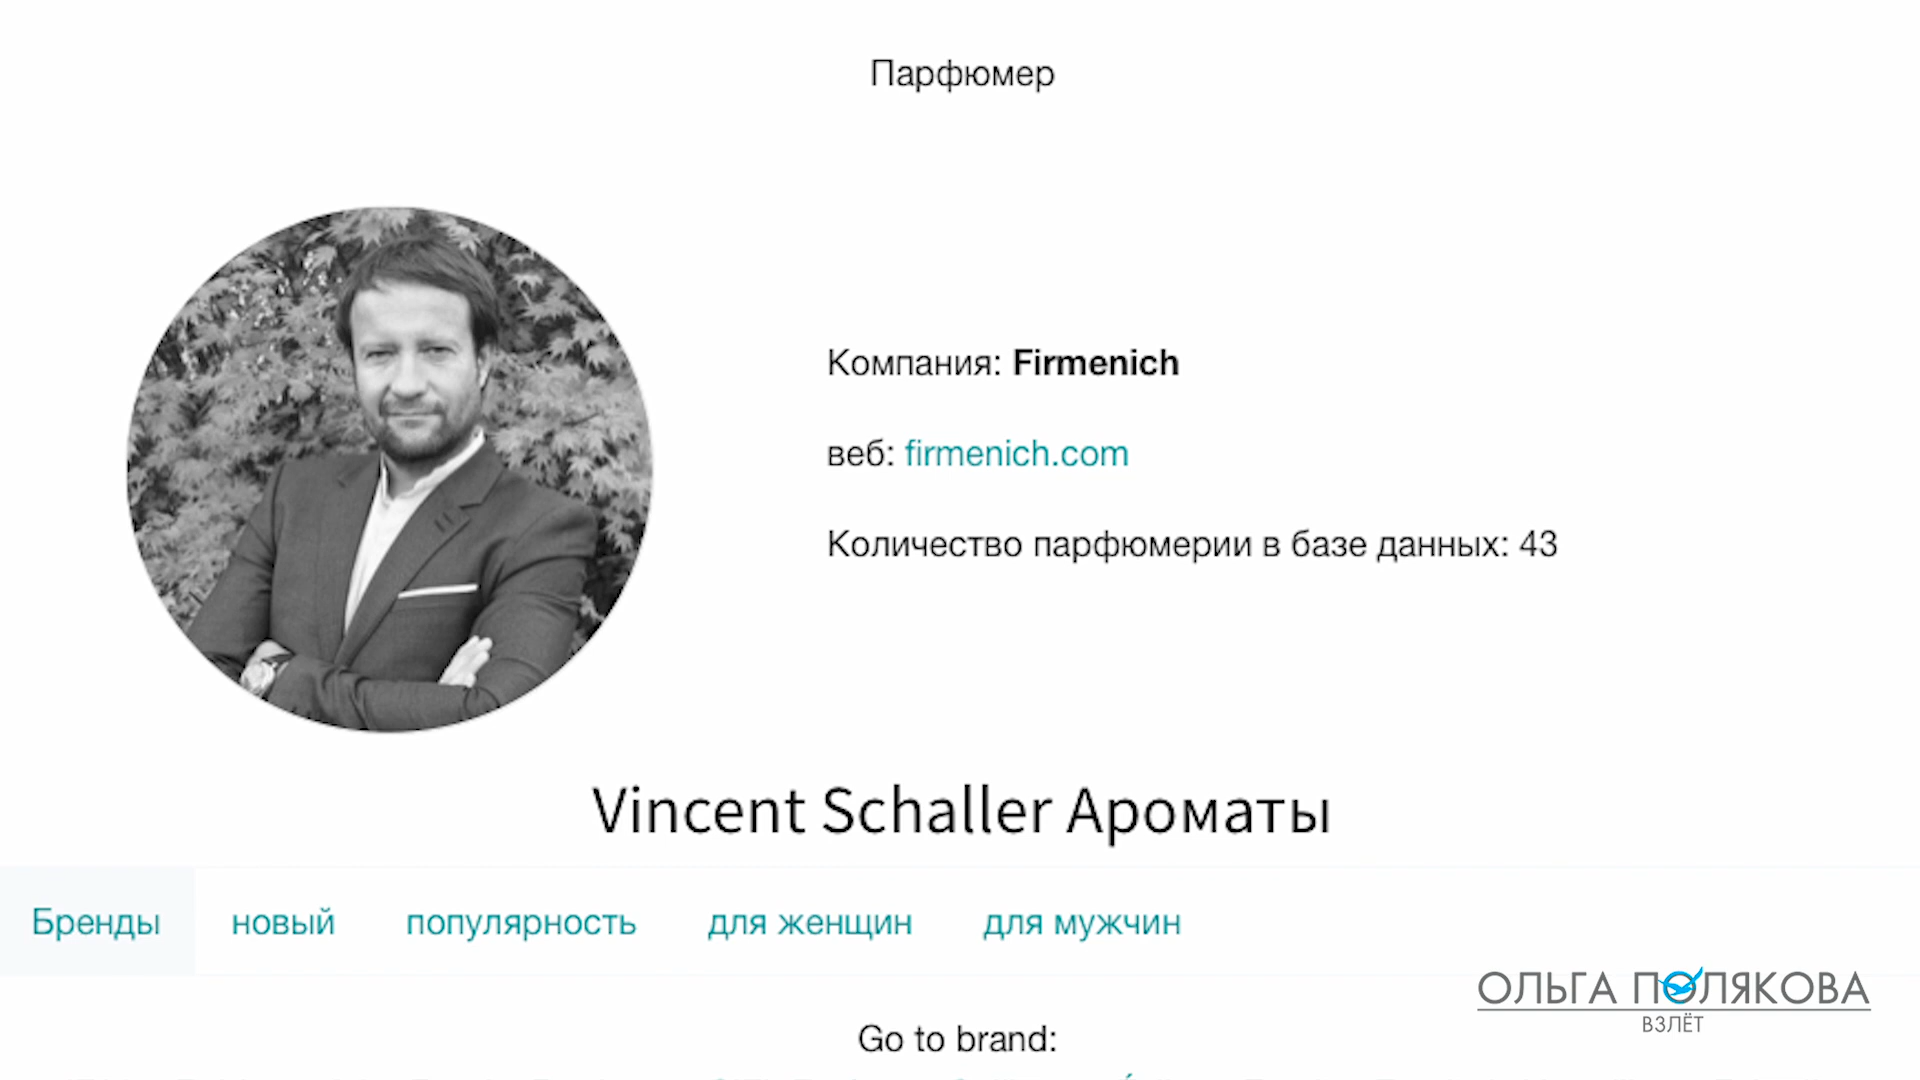 Парфюмер
Компания: Firmenich
веб: firmenich.com
Количество парфюмерии в базе данных: 43
Vincent Schaller Ароматы
Бренды новый популярность для женщин для мужчин
ОЛЬГА ПОЛЯКОВА
ВЗЛЁТ
Go to brand: